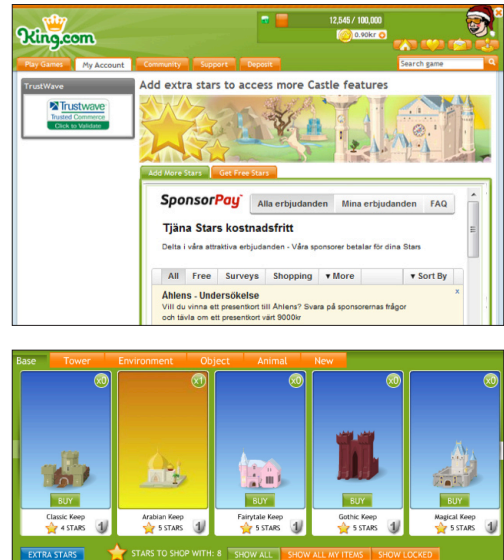 King.com
12,545 / 100,000
0.90kr
Play Games My Account Community Support Deposit Search game
TrustWave
Trustwave
Trusted Commerce
Click to Validate
Add extra stars to access more Castle features
Add More Stars Get Free Stars
SponsorPay Alla erbjudanden Mina erbjudanden FAQ
Tjäna Stars kostnadsfritt
Delta i våra attraktiva erbjudanden - Våra sponsorer betalar för dina Stars
All Free Surveys Shopping ▾ More ▾ Sort By
Åhlens - Undersökelse x
Vill du vinna ett presentkort till Åhlens? Svara på sponsorernas frågor
och tävla om ett presentkort värt 9000kr
Base Tower Environment Object Animal New
x0 x1 x0 x0 x0
BUY BUY BUY BUY
Classic Keep Arabian Keep Fairytale Keep Gothic Keep Magical Keep
4 STARS 5 STARS 5 STARS 5 STARS 5 STARS
EXTRA STARS STARS TO SHOP WITH: 8 SHOW ALL SHOW ALL MY ITEMS SHOW LOCKED